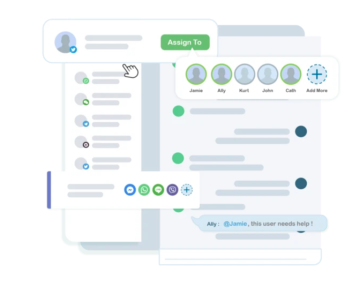 Assign To
Jamie Ally Kurt John Cath Add More
Ally : @Jamie, this user needs help !